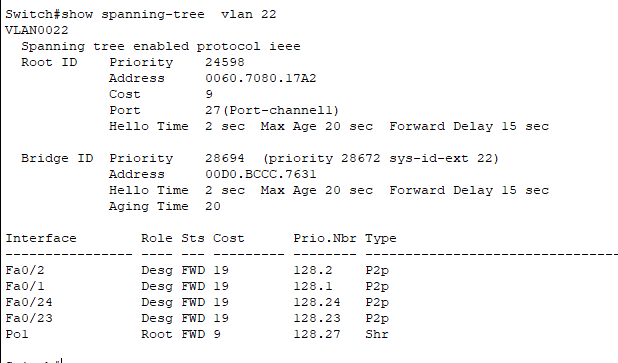 Switch#show spanning-tree  vlan 22
VLAN0022
  Spanning tree enabled protocol ieee
  Root ID    Priority    24598
             Address     0060.7080.17A2
             Cost        9
             Port        27(Port-channel1)
             Hello Time  2 sec  Max Age 20 sec  Forward Delay 15 sec

  Bridge ID  Priority    28694  (priority 28672 sys-id-ext 22)
             Address     00D0.BCCC.7631
             Hello Time  2 sec  Max Age 20 sec  Forward Delay 15 sec
             Aging Time  20

Interface        Role Sts Cost      Prio.Nbr Type
---------------- ---- --- --------- -------- --------------------------------
Fa0/2            Desg FWD 19        128.2    P2p
Fa0/1            Desg FWD 19        128.1    P2p
Fa0/24           Desg FWD 19        128.24   P2p
Fa0/23           Desg FWD 19        128.23   P2p
Po1              Root FWD 9         128.27   Shr